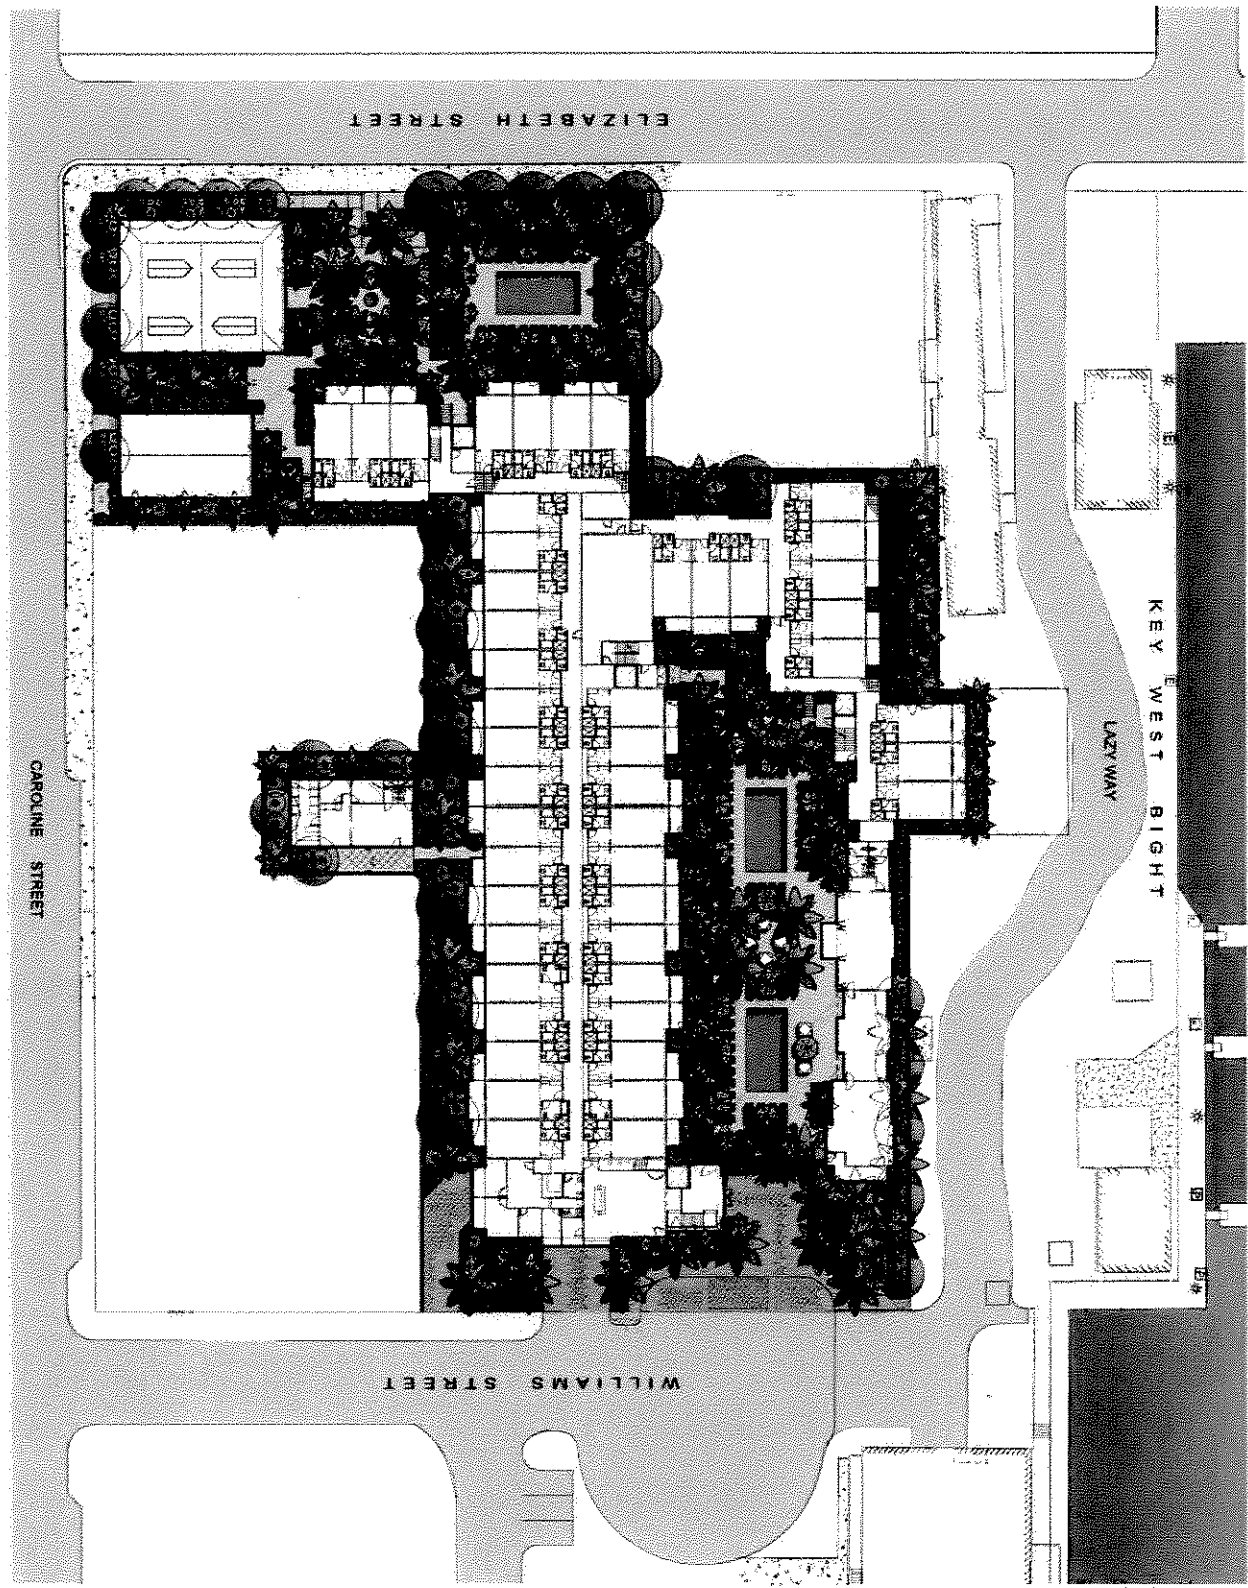 ELIZABETH STREET
KEY WEST BIGHT
LAZY WAY
CAROLINE STREET
WILLIAMS STREET